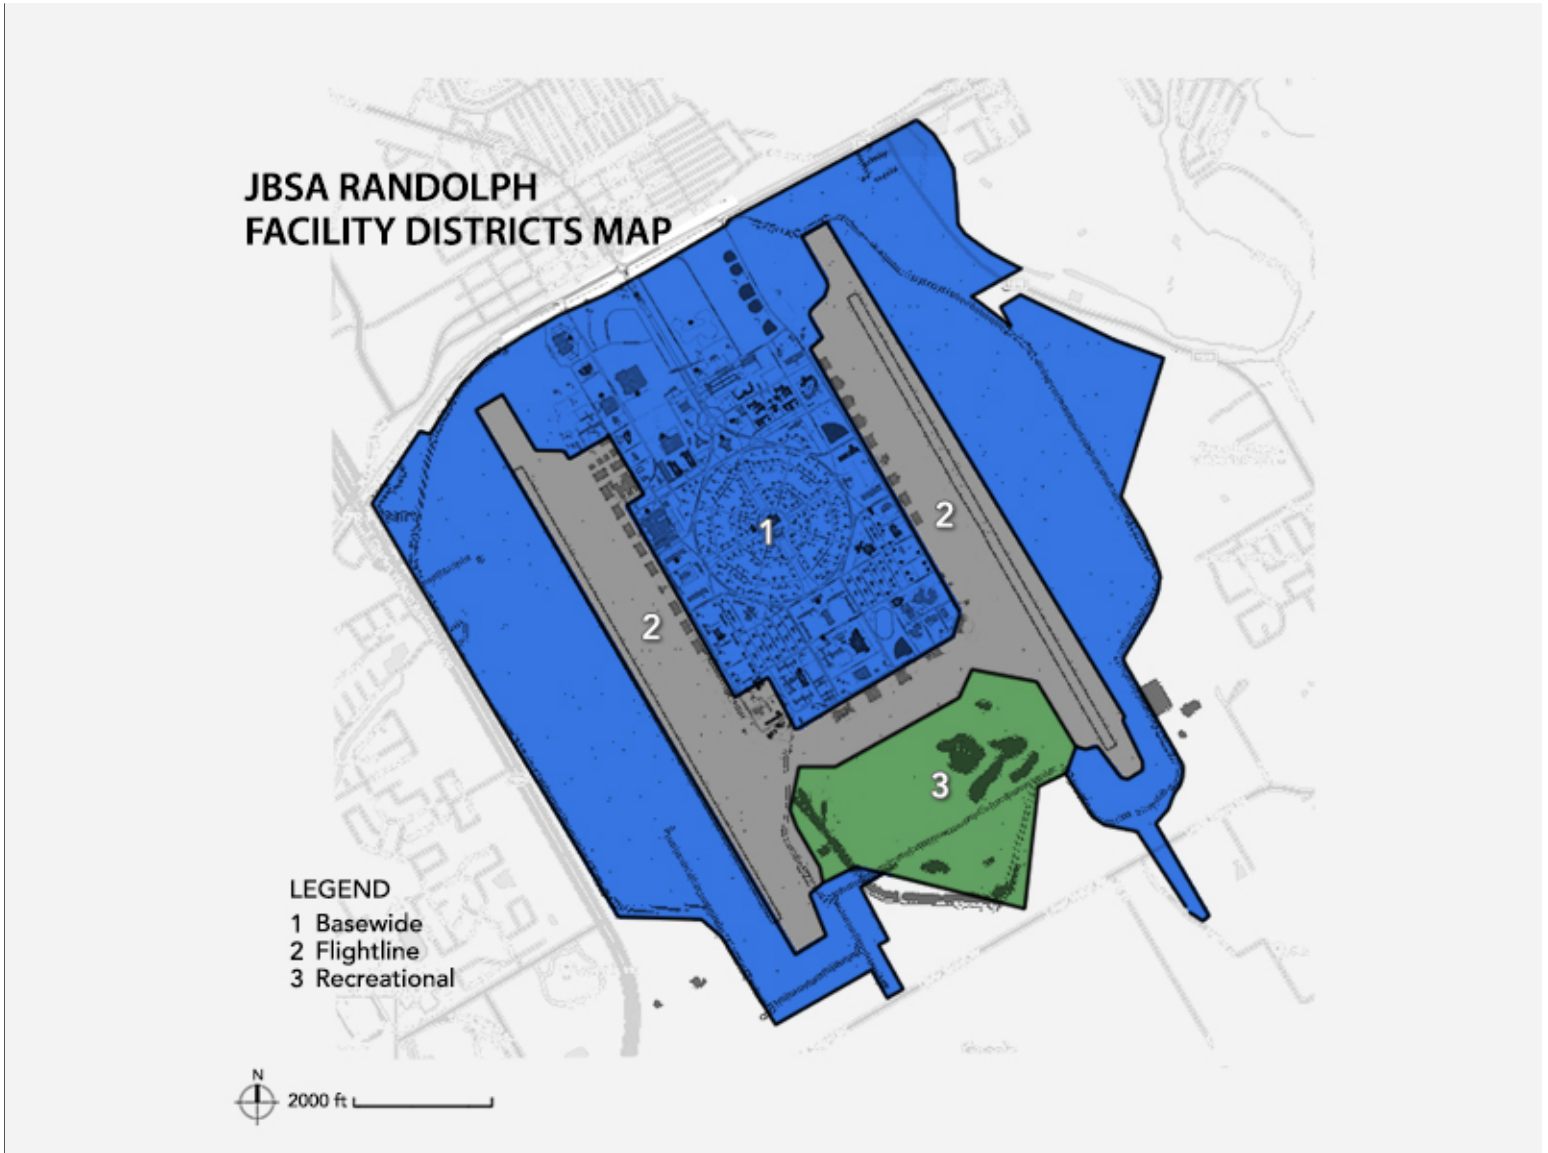 JBSA RANDOLPH
FACILITY DISTRICTS MAP
1
2
2
3
LEGEND
1 Basewide
2 Flightline
3 Recreational
N
2000 ft